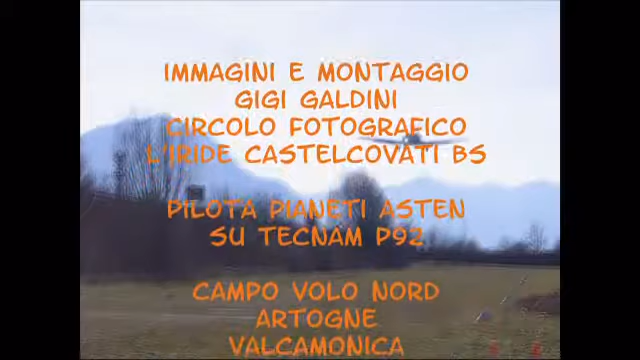 IMMAGINI E MONTAGGIO
GIGI GALDINI
CIRCOLO FOTOGRAFICO
L'IRIDE CASTELCOVATI BS
PILOTA PIANETI ASTEN
SU TECNAM P92
CAMPO VOLO NORD
ARTOGNE
VALCAMONICA